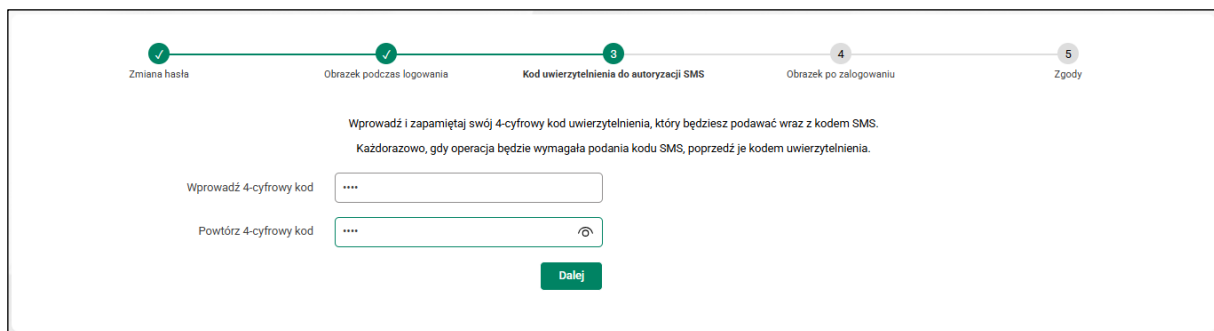 3
4
5
Zmiana hasła
Obrazek podczas logowania
Kod uwierzytelnienia do autoryzacji SMS
Obrazek po zalogowaniu
Zgody
Wprowadź i zapamiętaj swój 4-cyfrowy kod uwierzytelnienia, który będziesz podawać wraz z kodem SMS.
Każdorazowo, gdy operacja będzie wymagała podania kodu SMS, poprzedź je kodem uwierzytelnienia.
Wprowadź 4-cyfrowy kod ····
Powtórz 4-cyfrowy kod ····
Dalej